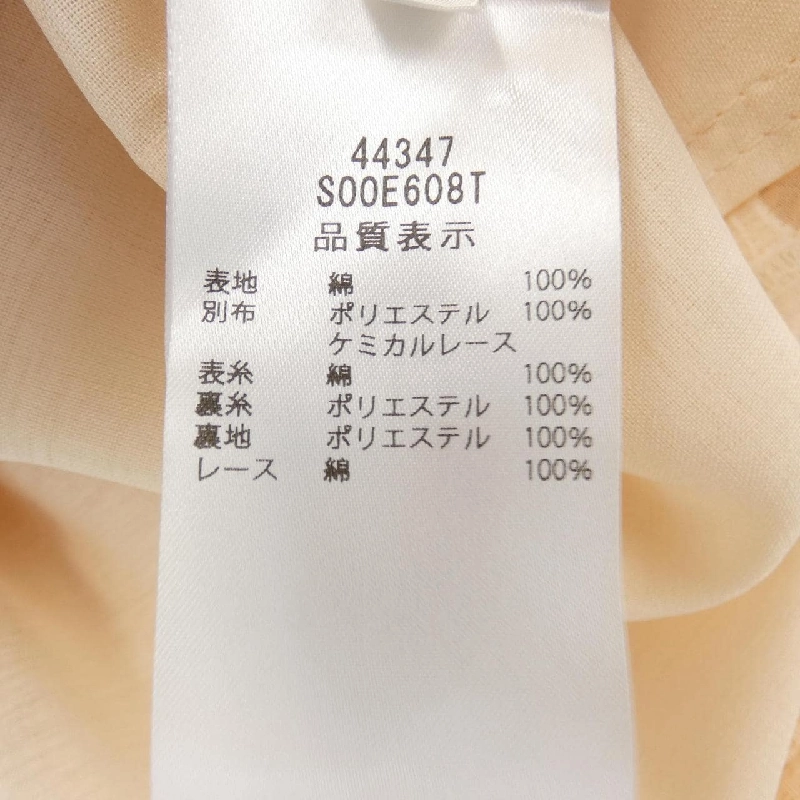 44347
S00E608T
品質表示
表地 綿 100%
別布 ポリエステル 100%
ケミカルレース
表糸 綿 100%
裏糸 ポリエステル 100%
裏地 ポリエステル 100%
レース 綿 100%